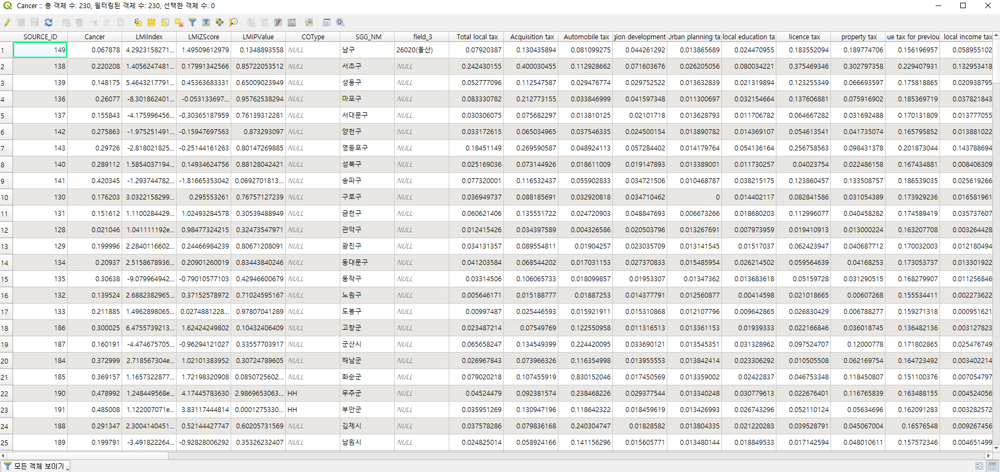 Cancer :: 총 객체 수: 230, 필터링된 객체 수: 230, 선택한 객체 수: 0
SOURCE_ID Cancer LMiIndex LMiZScore LMiPValue COType SGG_NM field_3 Total local tax Acquisition tax Automobile tax gion development Urban planning ta local education ta licence tax property tax ue tax for previou local income tax
1 149 0.067878 4.2923158271... 1.49509612979 0.1348893558 NULL 남구 26020(울산) 0.07920387 0.130435894 0.081099275 0.044261292 0.013865689 0.024470955 0.183552094 0.189774706 0.156196957 0.058955102
2 138 0.220208 1.4056247481... 0.17991342566 0.85722053512 NULL 서초구 NULL 0.242430155 0.400030455 0.112928662 0.071603676 0.026205056 0.080034221 0.375469346 0.302797358 0.229407931 0.132953418
3 139 0.148175 5.4643217791... 0.45363683331 0.65009023949 NULL 성동구 NULL 0.052777096 0.112547587 0.029476774 0.029752522 0.013632839 0.021319894 0.123255349 0.066693597 0.175818865 0.020938795
4 136 0.26077 -8.301862401... -0.053133697... 0.95762538294 NULL 마포구 NULL 0.083330782 0.212773155 0.033846999 0.041597348 0.011300697 0.032154664 0.137606881 0.075916902 0.185369719 0.037821843
5 137 0.155843 -4.175996456... -0.30365187959 0.76139312281 NULL 서대문구 NULL 0.030306075 0.075682297 0.013810125 0.02101718 0.013628793 0.011706782 0.064667282 0.031692488 0.170131809 0.013777055
6 142 0.275863 -1.975251491... -0.15947697563 0.873293097 NULL 양천구 NULL 0.033172615 0.065034965 0.037546335 0.024500154 0.013890782 0.014369107 0.054613541 0.041735074 0.165795852 0.013881022
7 143 0.29726 -2.818021825... -0.25144161263 0.80147269885 NULL 영등포구 NULL 0.18451149 0.269590587 0.048924113 0.057284402 0.014179764 0.054136164 0.256758563 0.098431378 0.201873044 0.143788694
8 140 0.289112 1.5854037194... 0.14934624756 0.88128042421 NULL 성북구 NULL 0.025169036 0.073144926 0.018611009 0.019147893 0.013389001 0.011730257 0.04023754 0.022486158 0.167434881 0.008406309
9 141 0.420345 -1.293744782... -1.81665353042 0.0692701813... NULL 송파구 NULL 0.077320001 0.116532437 0.055902833 0.034721506 0.010468787 0.038215175 0.123860457 0.133508757 0.186539035 0.025619266
10 130 0.176203 3.0322158299... 0.295553261 0.76757127239 NULL 구로구 NULL 0.036949737 0.088185691 0.032920818 0.034710462 0 0.014402117 0.082841586 0.031054389 0.173929236 0.016581961
11 131 0.151612 1.1100284429... 1.02493284578 0.30539488949 NULL 금천구 NULL 0.060621406 0.135551722 0.024720903 0.048847693 0.006673266 0.018680203 0.112996077 0.040458282 0.174589419 0.035737607
12 128 0.021046 1.041111192e... 0.98477324215 0.32473547971 NULL 관악구 NULL 0.012415426 0.034397589 0.004326586 0.020503796 0.013267691 0.007973959 0.019410913 0.013000224 0.163207708 0.003264428
13 129 0.199996 2.2840116602... 0.24466984239 0.80671208091 NULL 광진구 NULL 0.034131357 0.089554811 0.01904257 0.023035709 0.013141545 0.01517037 0.062423947 0.040687712 0.170032003 0.012180494
14 134 0.20937 2.5158678936... 0.20901260019 0.83443840246 NULL 동대문구 NULL 0.041203584 0.068544202 0.017031153 0.027370833 0.015485954 0.026214502 0.059564639 0.04168253 0.173053737 0.013301922
15 135 0.30638 -9.079964942... -0.79010577103 0.42946600679 NULL 동작구 NULL 0.03314506 0.106065733 0.018099857 0.01953307 0.01347362 0.013683618 0.05159728 0.031290515 0.168279907 0.011256846
16 132 0.139524 2.6882382965... 0.37152578972 0.71024595167 NULL 노원구 NULL 0.005646171 0.015188777 0.01887253 0.014377791 0.012560877 0.00414598 0.021018665 0.00607268 0.155534411 0.002273622
17 133 0.211885 1.4962898065... 0.0274881228... 0.97807041289 NULL 도봉구 NULL 0.00997487 0.025446593 0.015921911 0.015310868 0.012107796 0.009642865 0.026830429 0.006788277 0.159271318 0.000951621
18 186 0.300025 6.4755739213... 1.62424249802 0.10432406409 NULL 고창군 NULL 0.023487214 0.07549769 0.122550958 0.011316513 0.013361153 0.01939333 0.022166846 0.036018745 0.136482136 0.003127823
19 187 0.160191 -4.474675705... -0.96294121027 0.33557703917 NULL 군산시 NULL 0.065658247 0.134549399 0.224420095 0.033690121 0.013545351 0.031328962 0.097524707 0.12000778 0.171802865 0.025476749
20 184 0.372999 2.718567304e... 1.02101383952 0.30724789605 NULL 해남군 NULL 0.026967843 0.073966326 0.116354998 0.013955553 0.013842414 0.023306292 0.010505508 0.062169754 0.164723492 0.003402214
21 185 0.369157 1.1657322877... 1.72198320908 0.0850725602... NULL 화순군 NULL 0.079020218 0.107455919 0.830152046 0.017450569 0.013359002 0.02422837 0.046753348 0.118450807 0.151100376 0.007054797
22 190 0.478992 1.248449568e... 4.17445783630 2.9869653063... HH 무주군 NULL 0.04524479 0.092381574 0.238468226 0.029377544 0.013340248 0.030779613 0.022676401 0.116765839 0.163488155 0.004524056
23 191 0.485008 1.122007071e... 3.83117444814 0.0001275330... HH 부안군 NULL 0.035951269 0.130947196 0.118642322 0.018459619 0.013426993 0.026743296 0.052110124 0.05634696 0.162091283 0.003282572
24 188 0.291347 2.3004140451... 0.52144427747 0.60205731569 NULL 김제시 NULL 0.037578286 0.079836168 0.240304747 0.01828582 0.013804335 0.021220283 0.039528791 0.045067004 0.16576548 0.009267456
25 189 0.199791 -3.491822264... -0.92828006292 0.35326232407 NULL 남원시 NULL 0.024825014 0.058924166 0.141156296 0.015605771 0.013480144 0.018849533 0.017142594 0.048010611 0.157572346 0.004651499
모든 객체 보이기